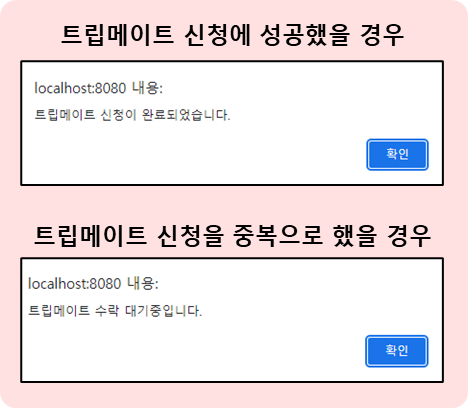 트립메이트 신청에 성공했을 경우
localhost:8080 내용:
트립메이트 신청이 완료되었습니다.
확인
트립메이트 신청을 중복으로 했을 경우
localhost:8080 내용:
트립메이트 수락 대기중입니다.
확인